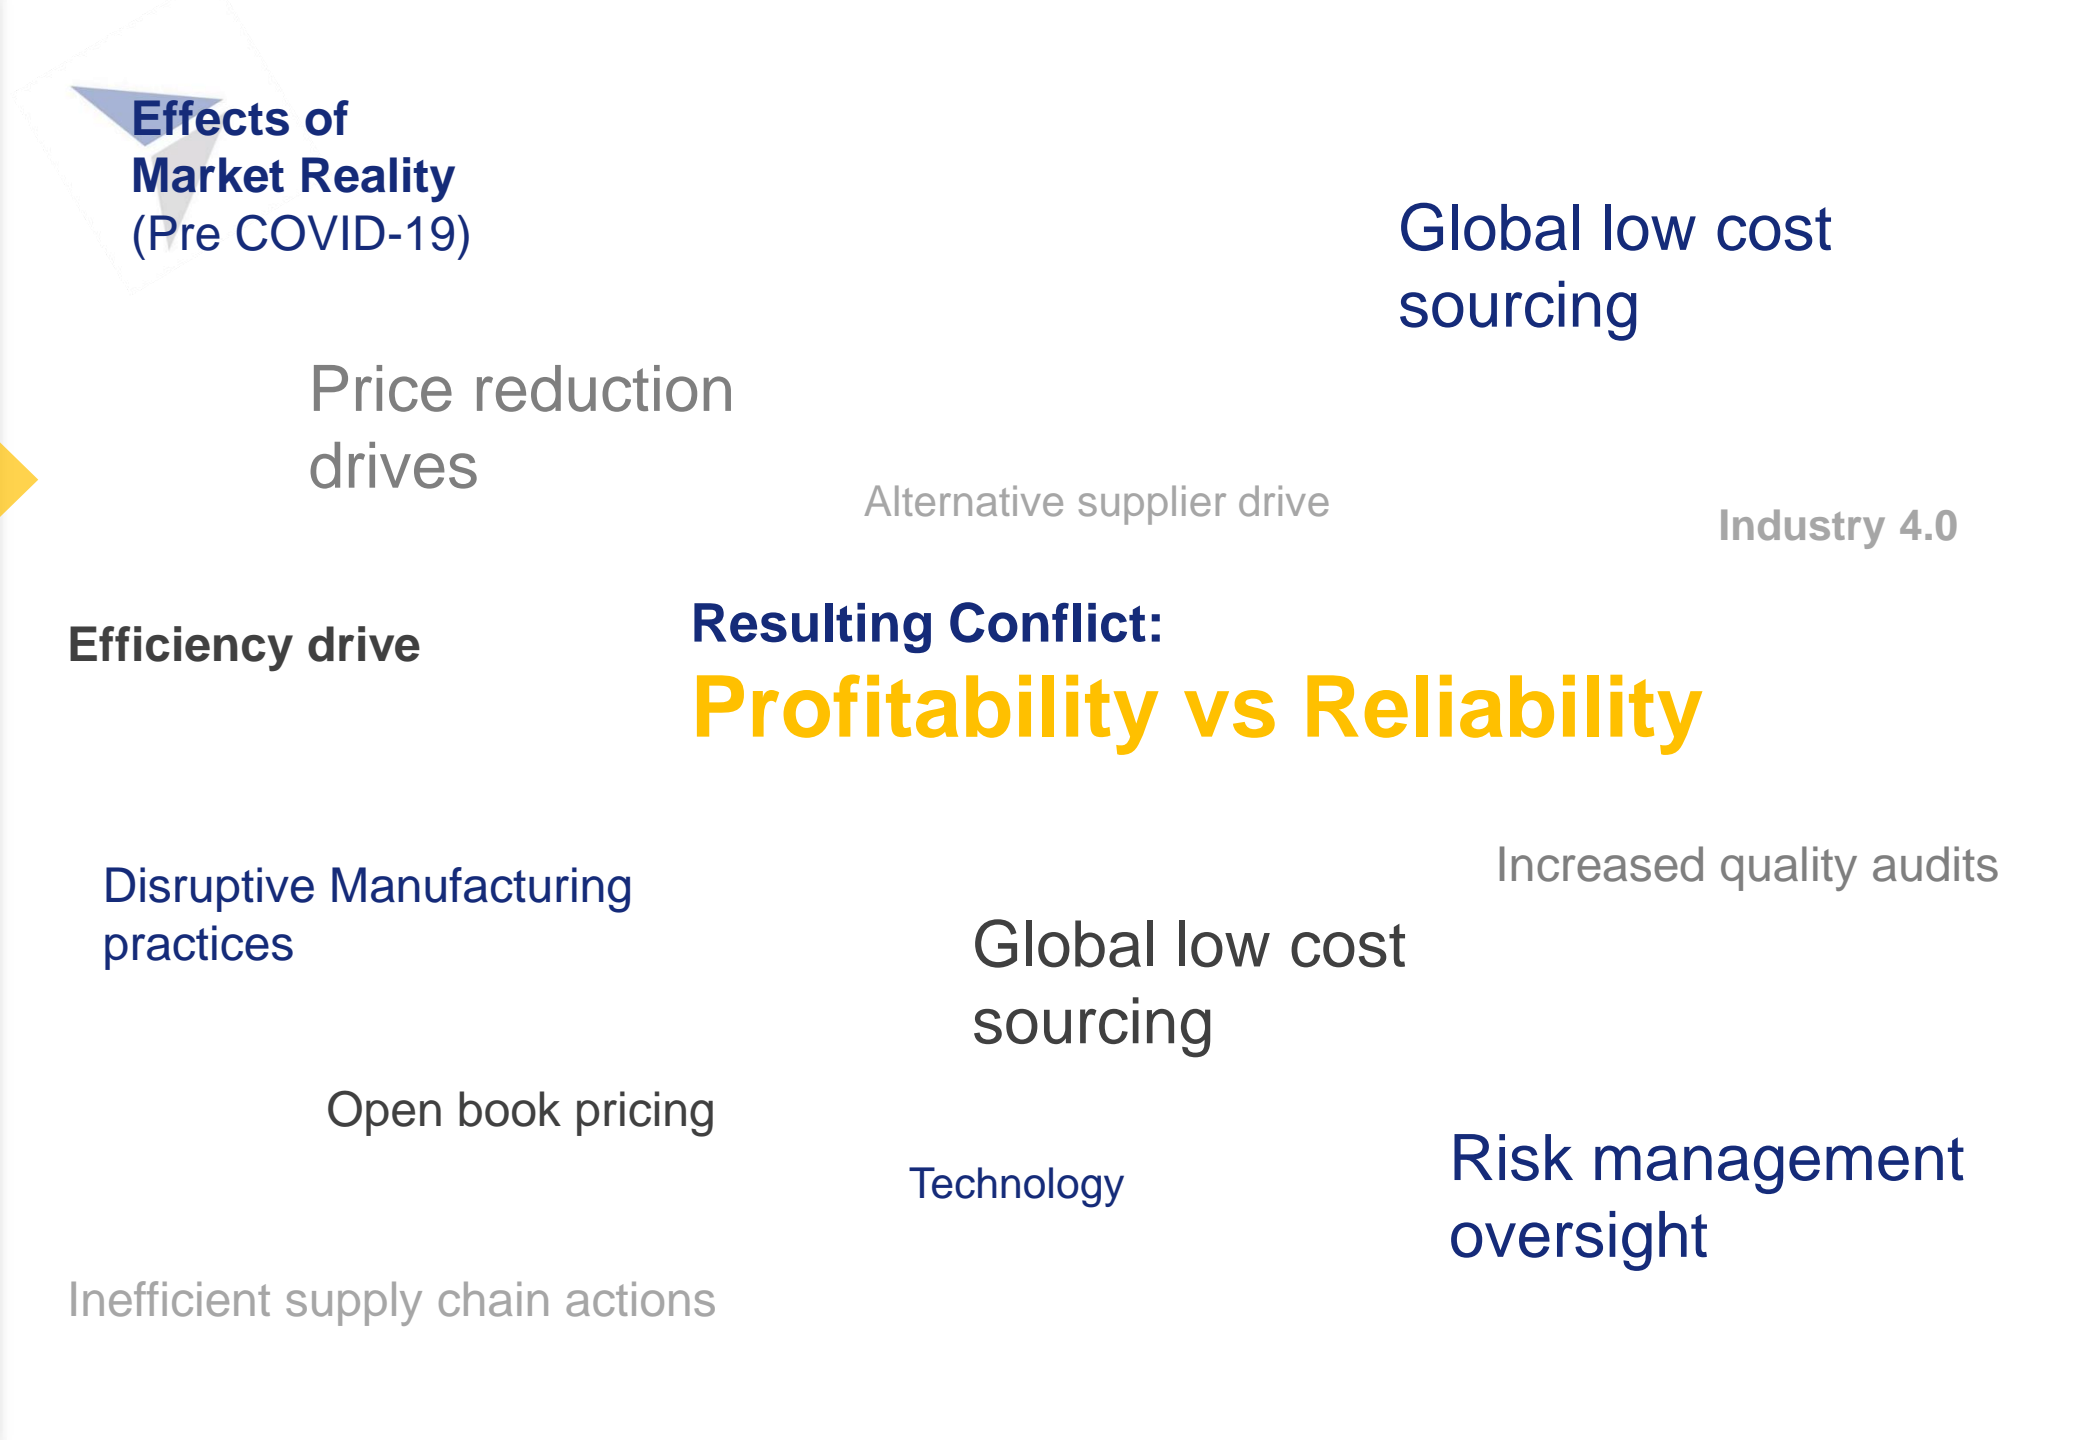 Effects of
Market Reality
(Pre COVID-19)
Global low cost
sourcing
Price reduction
drives
Alternative supplier drive
Industry 4.0
Efficiency drive
Resulting Conflict:
Profitability vs Reliability
Disruptive Manufacturing
practices
Increased quality audits
Global low cost
sourcing
Open book pricing
Technology
Risk management
oversight
Inefficient supply chain actions